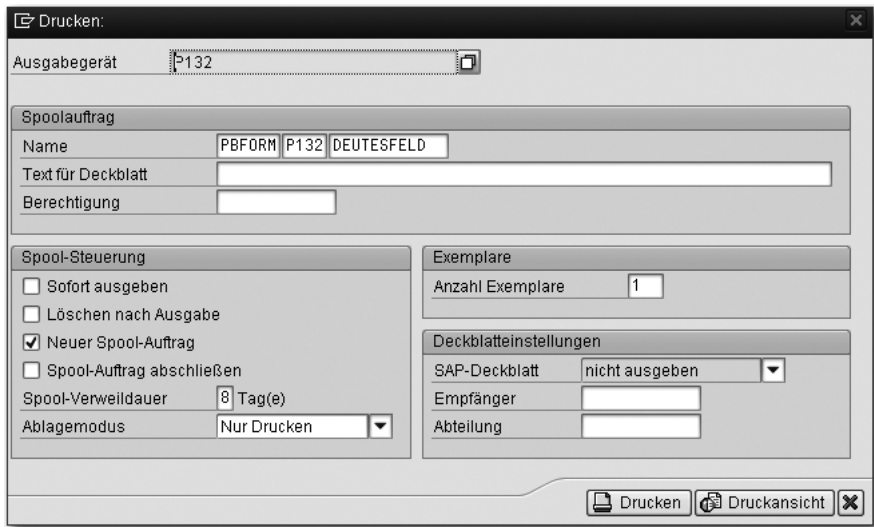 Drucken:
Ausgabegerät P132
Spoolauftrag
Name PBFORM P132 DEUTESFELD
Text für Deckblatt
Berechtigung
Spool-Steuerung
Sofort ausgeben
Löschen nach Ausgabe
Neuer Spool-Auftrag
Spool-Auftrag abschließen
Spool-Verweildauer 8 Tag(e)
Ablagemodus Nur Drucken
Exemplare
Anzahl Exemplare 1
Deckblatteinstellungen
SAP-Deckblatt nicht ausgeben
Empfänger
Abteilung
Drucken Druckansicht